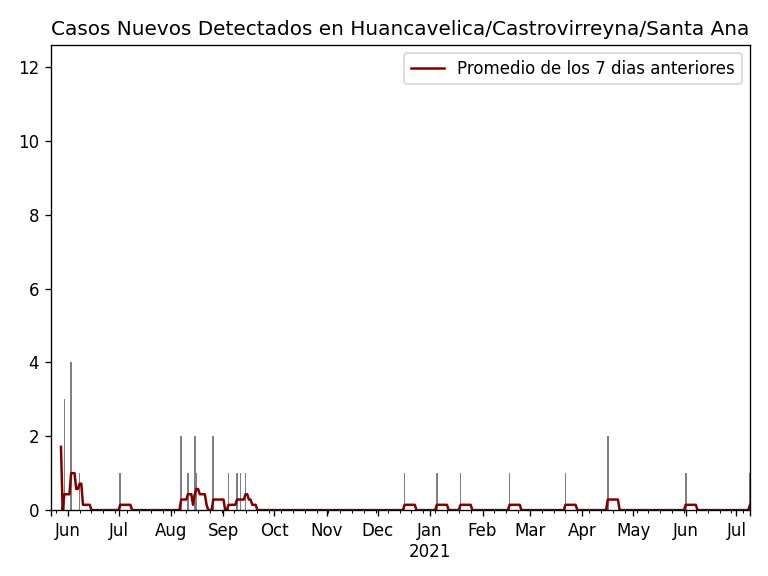 Casos Nuevos Detectados en Huancavelica/Castrovirreyna/Santa Ana
Promedio de los 7 dias anteriores
12
10
8
6
4
2
0
Jun Jul Aug Sep Oct Nov Dec Jan Feb Mar Apr May Jun Jul
2021